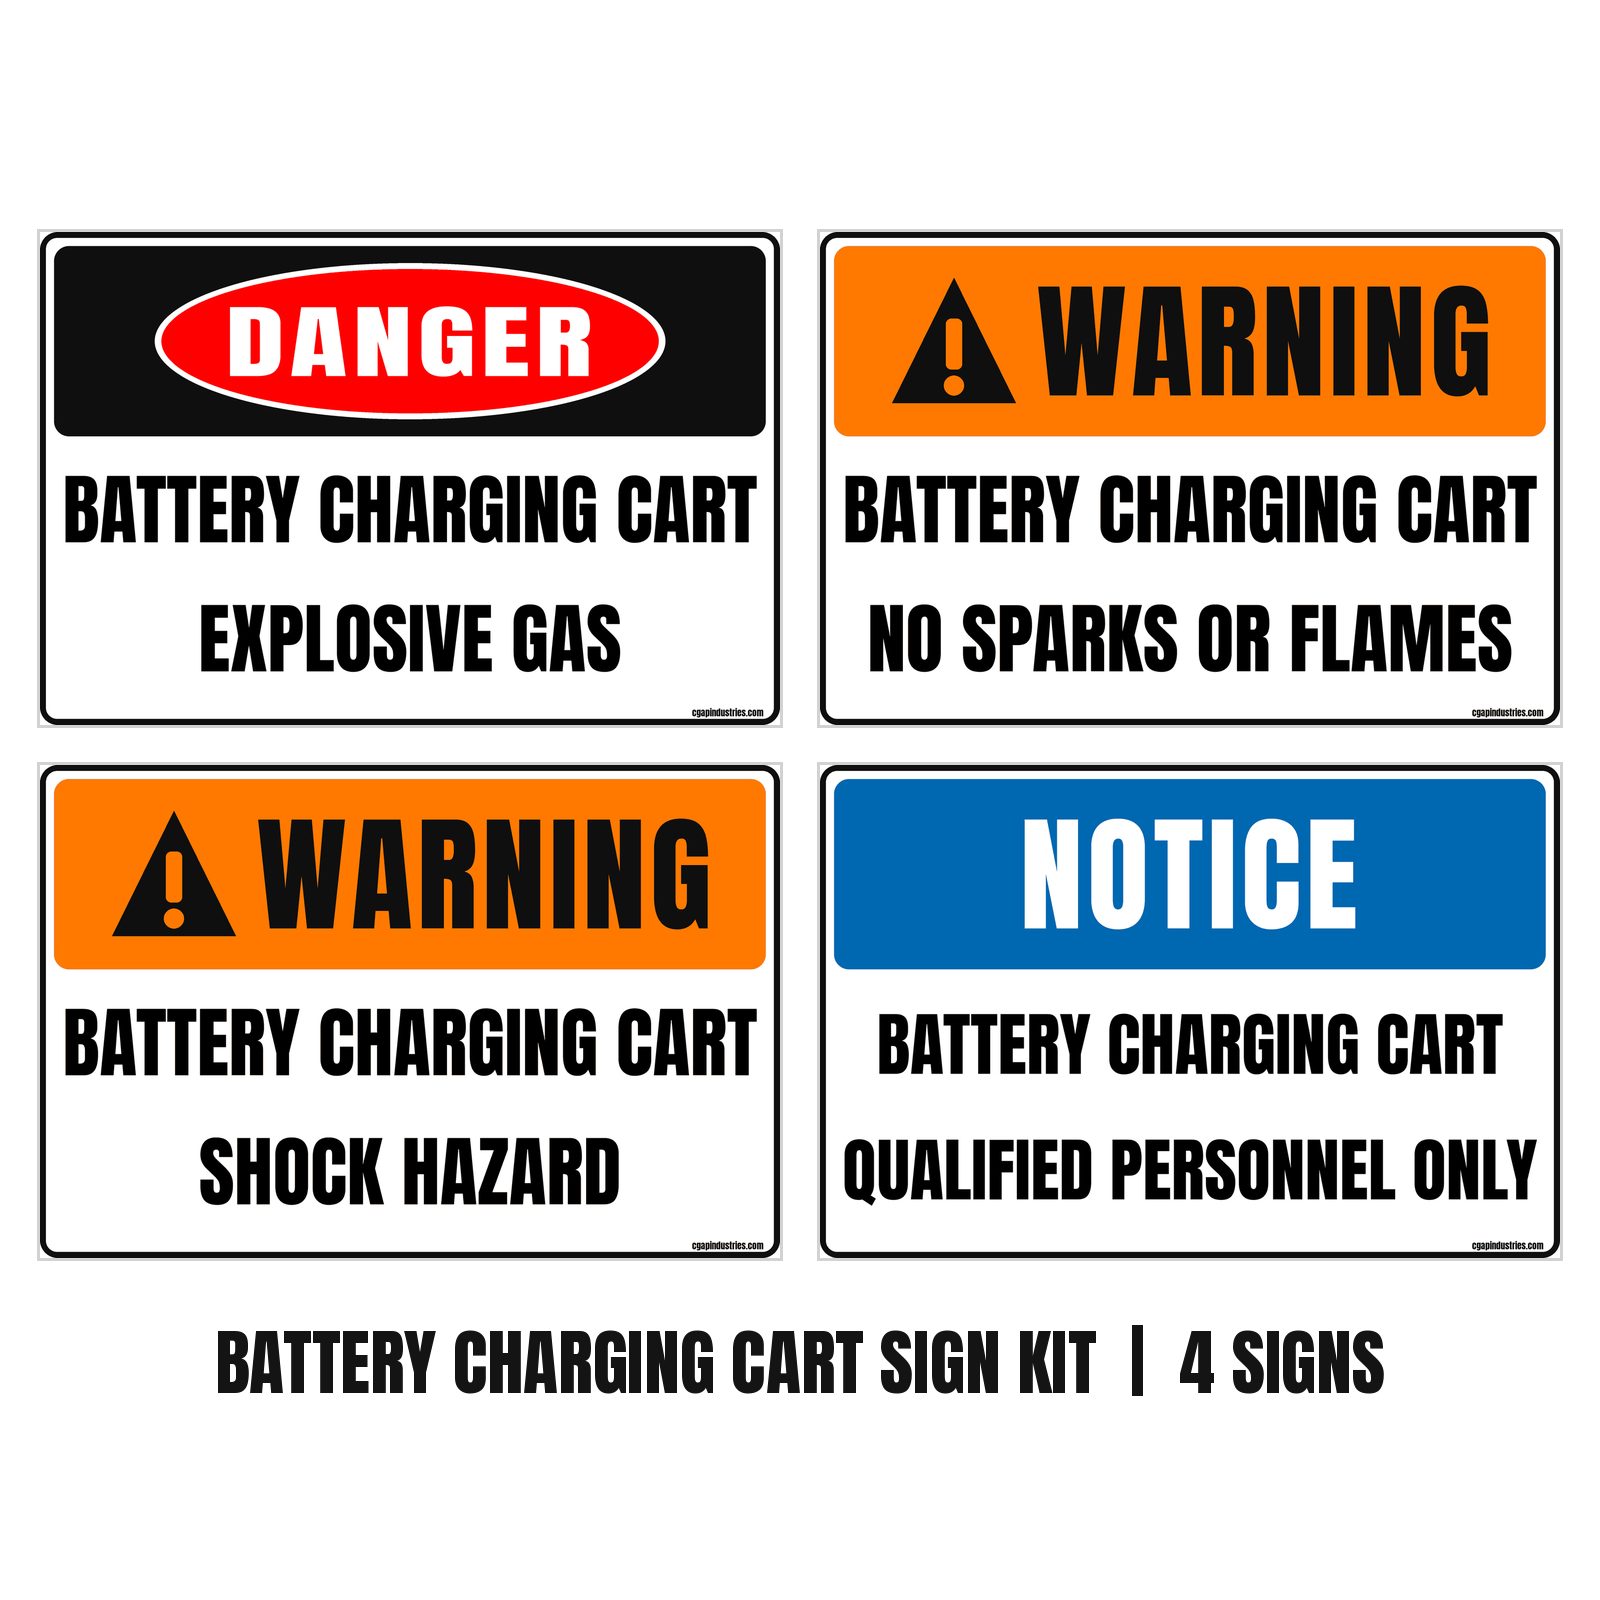 DANGER
BATTERY CHARGING CART
EXPLOSIVE GAS
cgapindustries.com
WARNING
BATTERY CHARGING CART
NO SPARKS OR FLAMES
cgapindustries.com
WARNING
BATTERY CHARGING CART
SHOCK HAZARD
cgapindustries.com
NOTICE
BATTERY CHARGING CART
QUALIFIED PERSONNEL ONLY
cgapindustries.com
BATTERY CHARGING CART SIGN KIT | 4 SIGNS